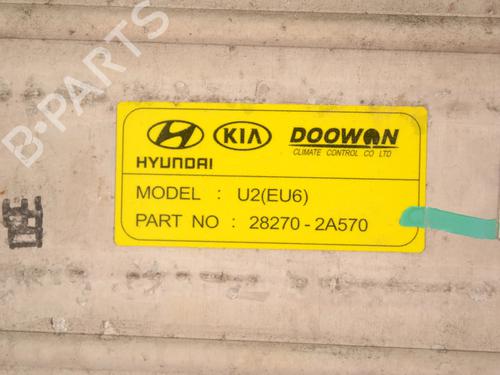 B-PARTS
HYUNDAI
KIA
DOOWON
CLIMATE CONTROL CO LTD
MODEL : U2(EU6)
PART NO : 28270-2A570